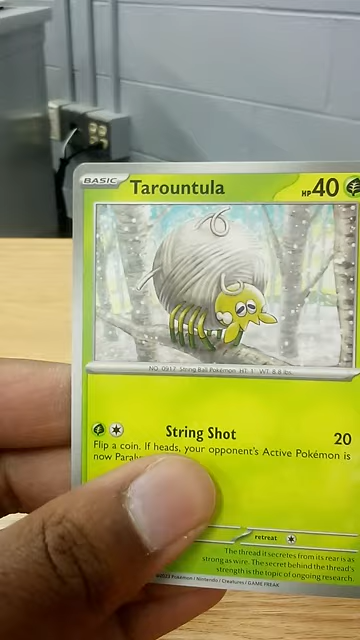 BASIC Tarountula HP 40
NO. 0917 String Ball Pokémon HT: 1' WT: 8.8 lbs
String Shot 20
Flip a coin. If heads, your opponent's Active Pokémon is
now
retreat
The thread it secretes from its rear is as
strong as wire. The secret behind the thread's
strength is the topic of ongoing research.
©2023 Pokémon / Nintendo / Creatures / GAME FREAK